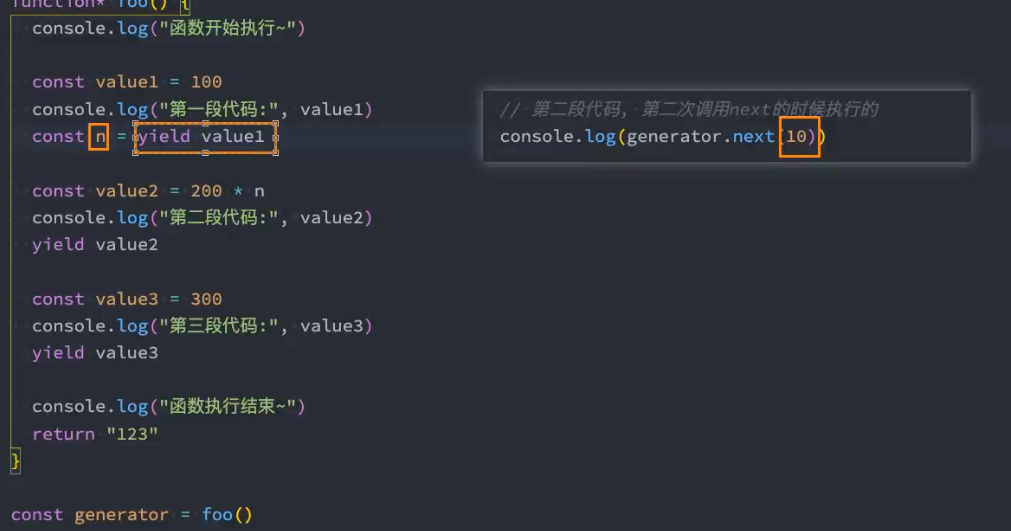 function* foo() {
console.log("函数开始执行~")
const value1 = 100
console.log("第一段代码:", value1)
const n = yield value1
const value2 = 200 * n
console.log("第二段代码:", value2)
yield value2
const value3 = 300
console.log("第三段代码:", value3)
yield value3
console.log("函数执行结束~")
return "123"
}
const generator = foo()
// 第二段代码, 第二次调用next的时候执行的
console.log(generator.next(10))